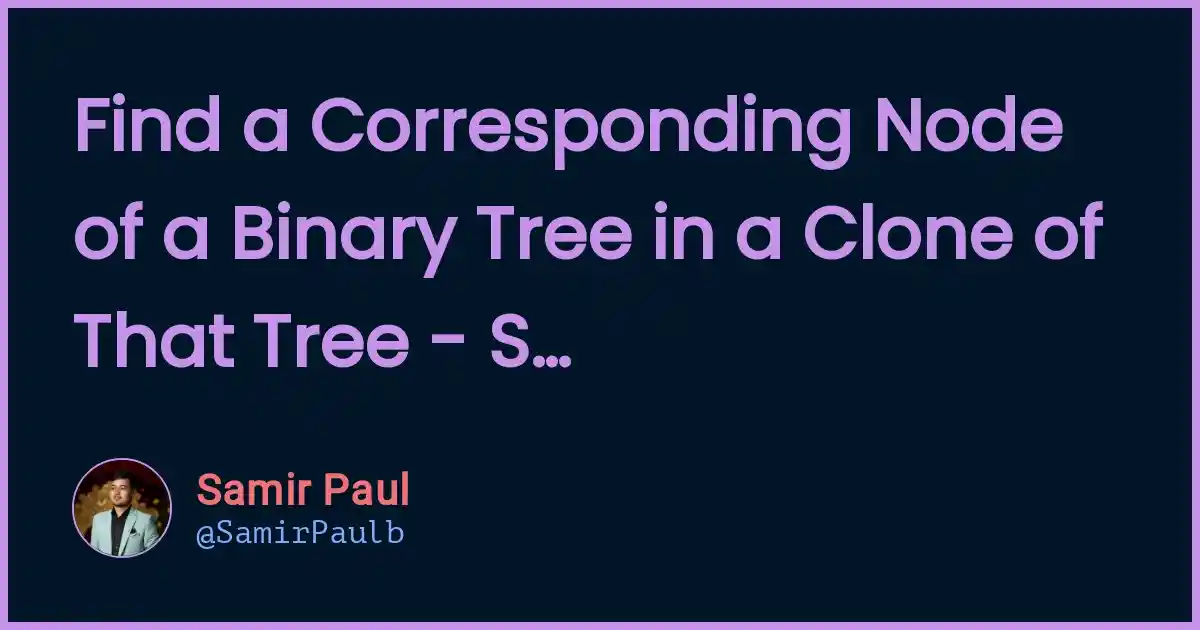 Find a Corresponding Node
of a Binary Tree in a Clone of
That Tree - S...
Samir Paul
@SamirPaulb